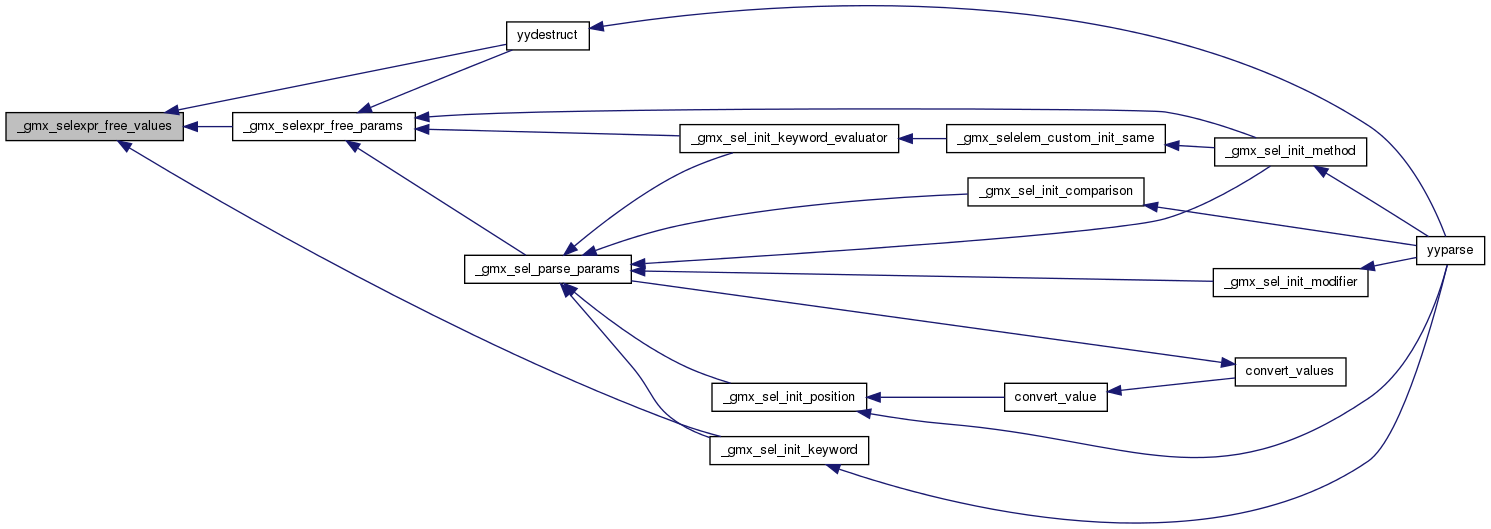 yydestruct
_gmx_selexpr_free_values
_gmx_selexpr_free_params
_gmx_sel_init_keyword_evaluator
_gmx_selelem_custom_init_same
_gmx_sel_init_method
_gmx_sel_init_comparison
yyparse
_gmx_sel_parse_params
_gmx_sel_init_modifier
convert_values
_gmx_sel_init_position
convert_value
_gmx_sel_init_keyword